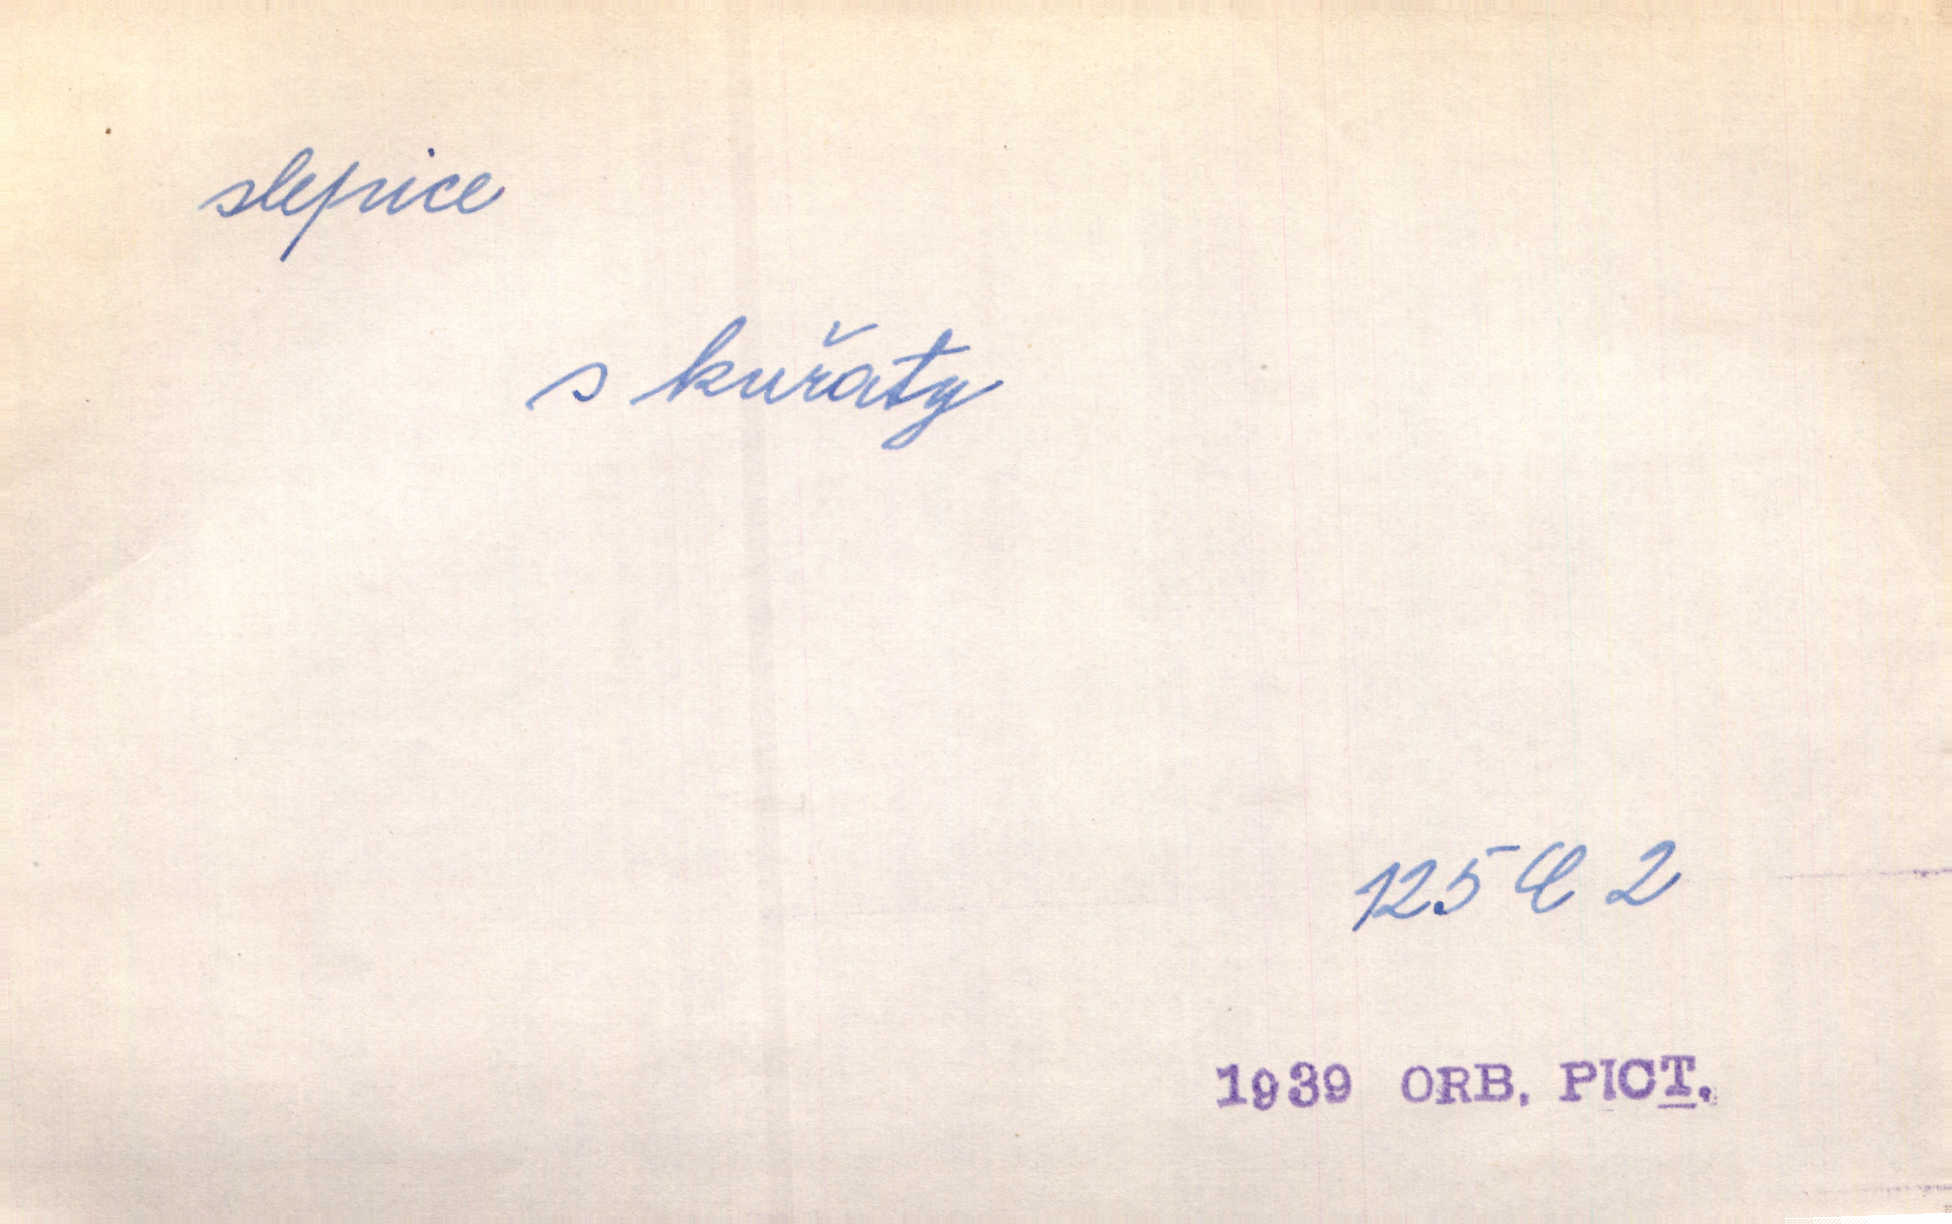 slepice
s kuřaty
125 C 2
1939 ORB. PICT.